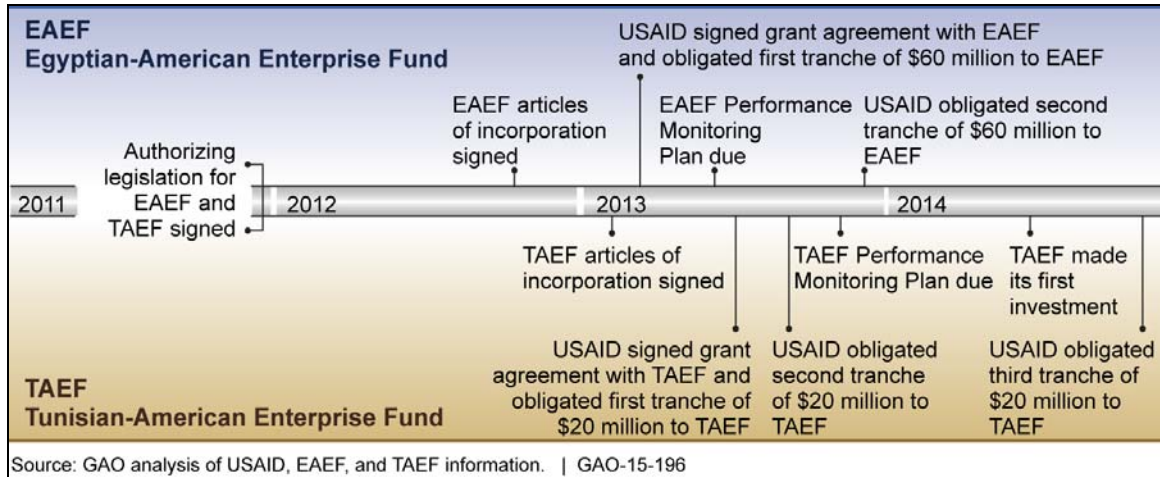 EAEF
Egyptian-American Enterprise Fund
USAID signed grant agreement with EAEF
and obligated first tranche of $60 million to EAEF
EAEF articles
of incorporation
signed
EAEF Performance
Monitoring
Plan due
USAID obligated second
tranche of $60 million to
EAEF
Authorizing
legislation for
EAEF and
TAEF signed
2011
2012
2013
2014
TAEF articles of
incorporation signed
TAEF Performance
Monitoring Plan due
TAEF made
its first
investment
USAID signed grant
agreement with TAEF and
obligated first tranche of
$20 million to TAEF
USAID obligated
second tranche
of $20 million to
TAEF
USAID obligated
third tranche of
$20 million to
TAEF
TAEF
Tunisian-American Enterprise Fund
Source: GAO analysis of USAID, EAEF, and TAEF information. | GAO-15-196